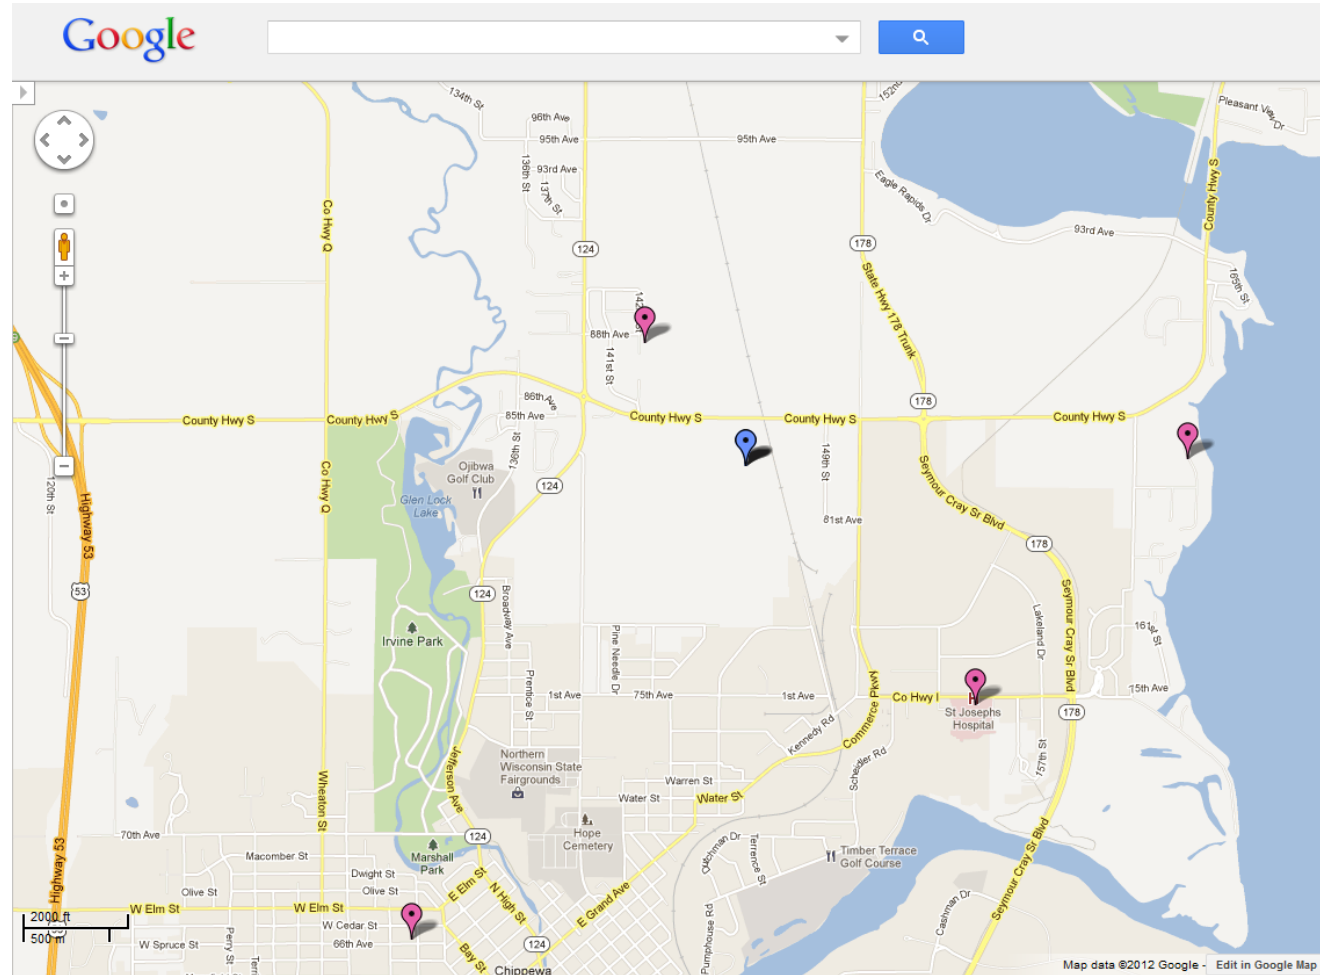 Google
134th St
96th Ave
95th Ave
95th Ave
152nd
Pleasant View Dr
136th St
93rd Ave
137th St
Eagle Rapids Dr
County Hwy S
Co Hwy Q
93rd Ave
124
178
State Hwy 178 Trunk
165th St
88th Ave
141st St
86th Ave
85th Ave
178
County Hwy S
County Hwy S
County Hwy S
County Hwy S
County Hwy S
136th St
149th St
Ojibwa
Golf Club
Glen Lock
Lake
124
Co Hwy Q
120th St
Highway 53
Seymour Cray Sr Blvd
81st Ave
178
53
124
Broadway Ave
Irvine Park
Pine Needle Dr
Lakeland Dr
Seymour Cray Sr Blvd
161st St
Prentice St
1st Ave
75th Ave
1st Ave
Co Hwy I
15th Ave
H
St Josephs
Hospital
178
Kennedy Rd
Commerce Pkwy
Scheidler Rd
157th St
Northern
Wisconsin State
Fairgrounds
Jefferson Ave
Wheaton St
Warren St
Water St
Water St
Hope
Cemetery
70th Ave
124
Marshall
Park
Macomber St
Dwight St
Olive St
Olive St
Dutchman Dr
Terrence St
Timber Terrace
Golf Course
Seymour Cray Sr Blvd
Highway 53
E Elm St
N High St
E Grand Ave
W Elm St
W Elm St
W Cedar St
66th Ave
W Spruce St
Perry St
Bay St
124
Chippewa
Pumphouse Rd
Cashman Dr
2000 ft
500 m
Map data ©2012 Google - Edit in Google Map